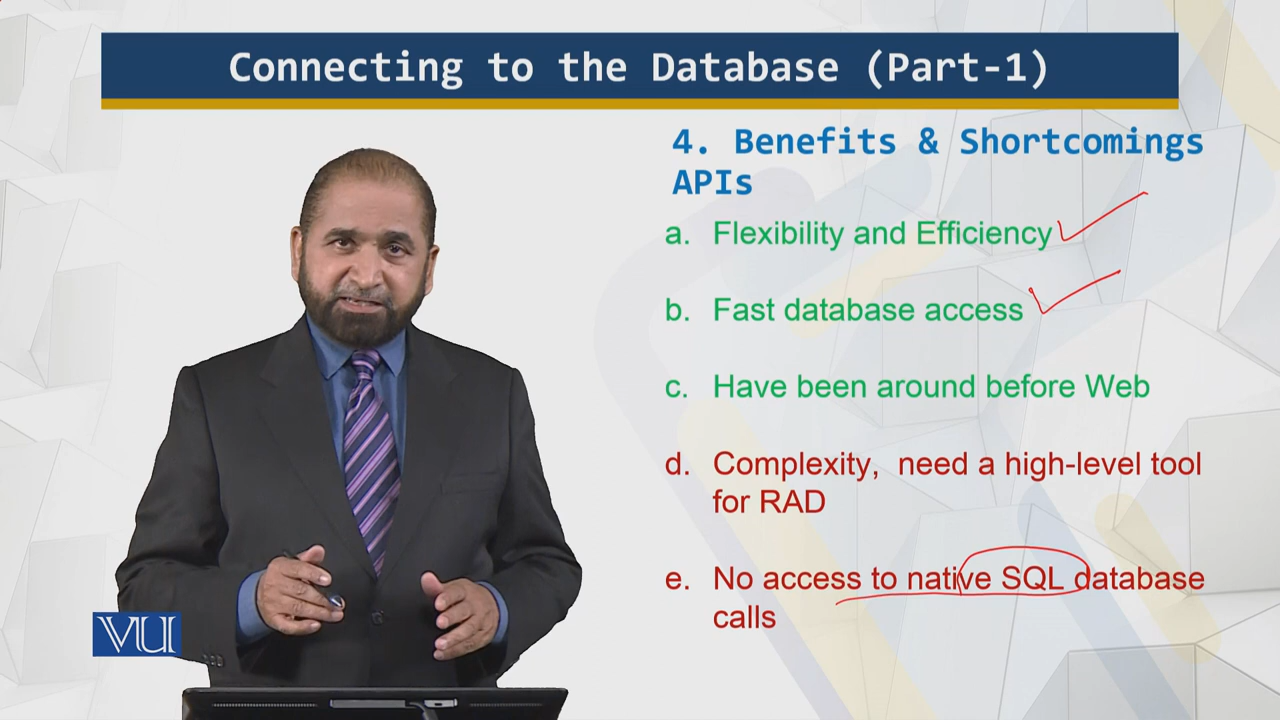 Connecting to the Database (Part-1)
4. Benefits & Shortcomings
APIs
a. Flexibility and Efficiency
b. Fast database access
c. Have been around before Web
d. Complexity, need a high-level tool
for RAD
e. No access to native SQL database
calls
VU